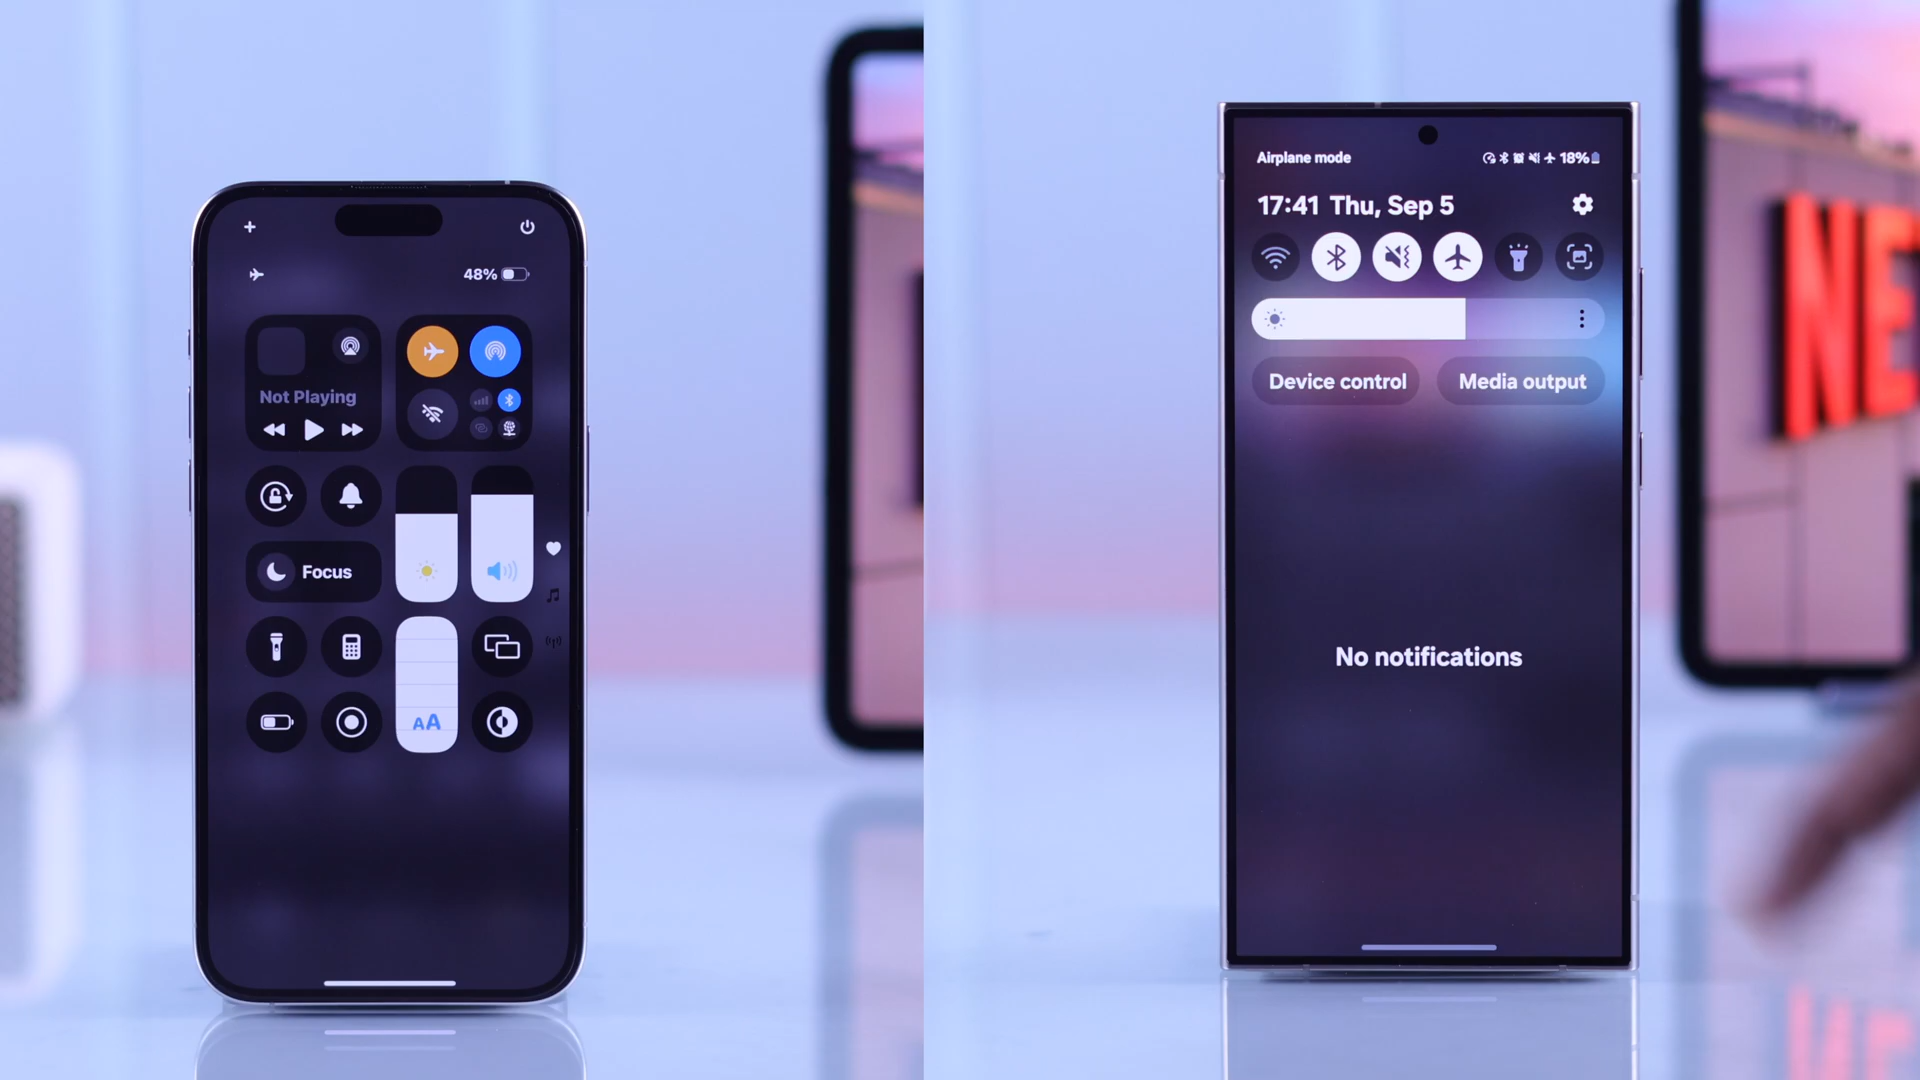 48%
Not Playing
Focus
AA
Airplane mode
18%
17:41 Thu, Sep 5
Device control
Media output
No notifications
NE